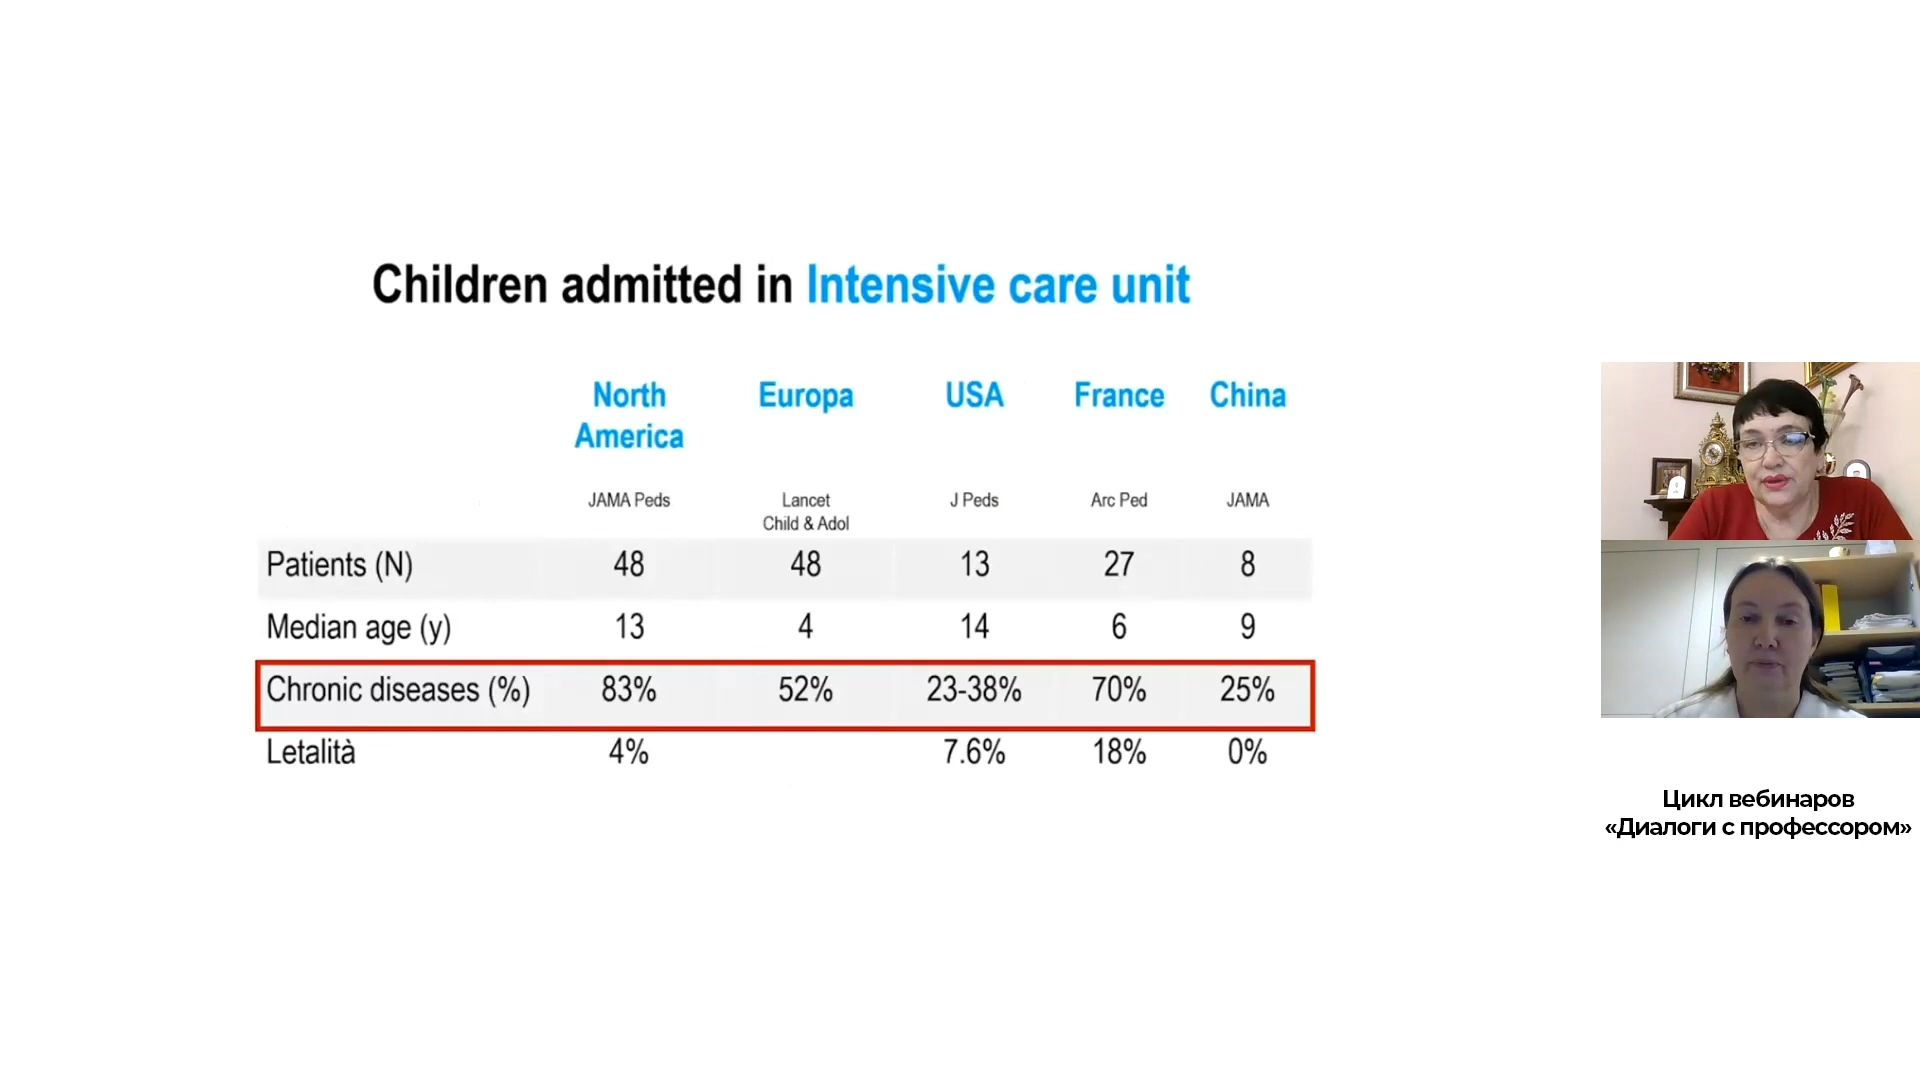 Children admitted in Intensive care unit
North America Europa USA France China
JAMA Peds Lancet Child & Adol J Peds Arc Ped JAMA
Patients (N) 48 48 13 27 8
Median age (y) 13 4 14 6 9
Chronic diseases (%) 83% 52% 23-38% 70% 25%
Letalità 4% 7.6% 18% 0%
Цикл вебинаров
«Диалоги с профессором»